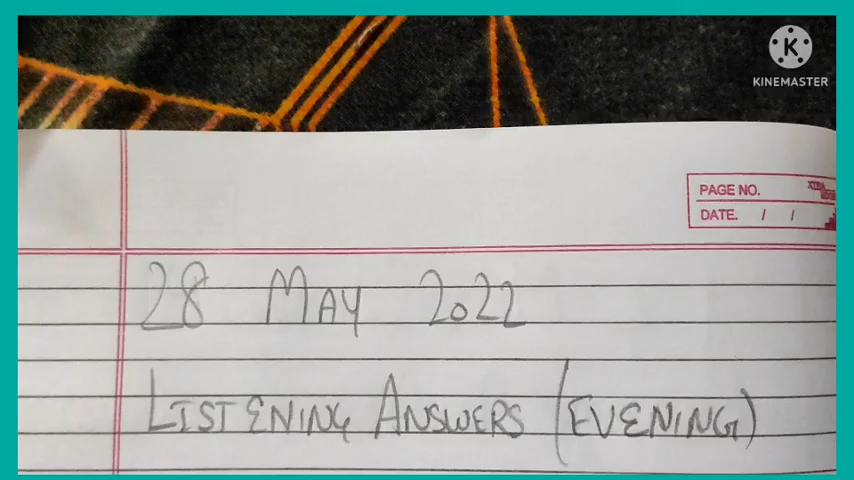 KINEMASTER
PAGE NO.
DATE. / /
28 MAY 2022
LISTENING ANSWERS (EVENING)